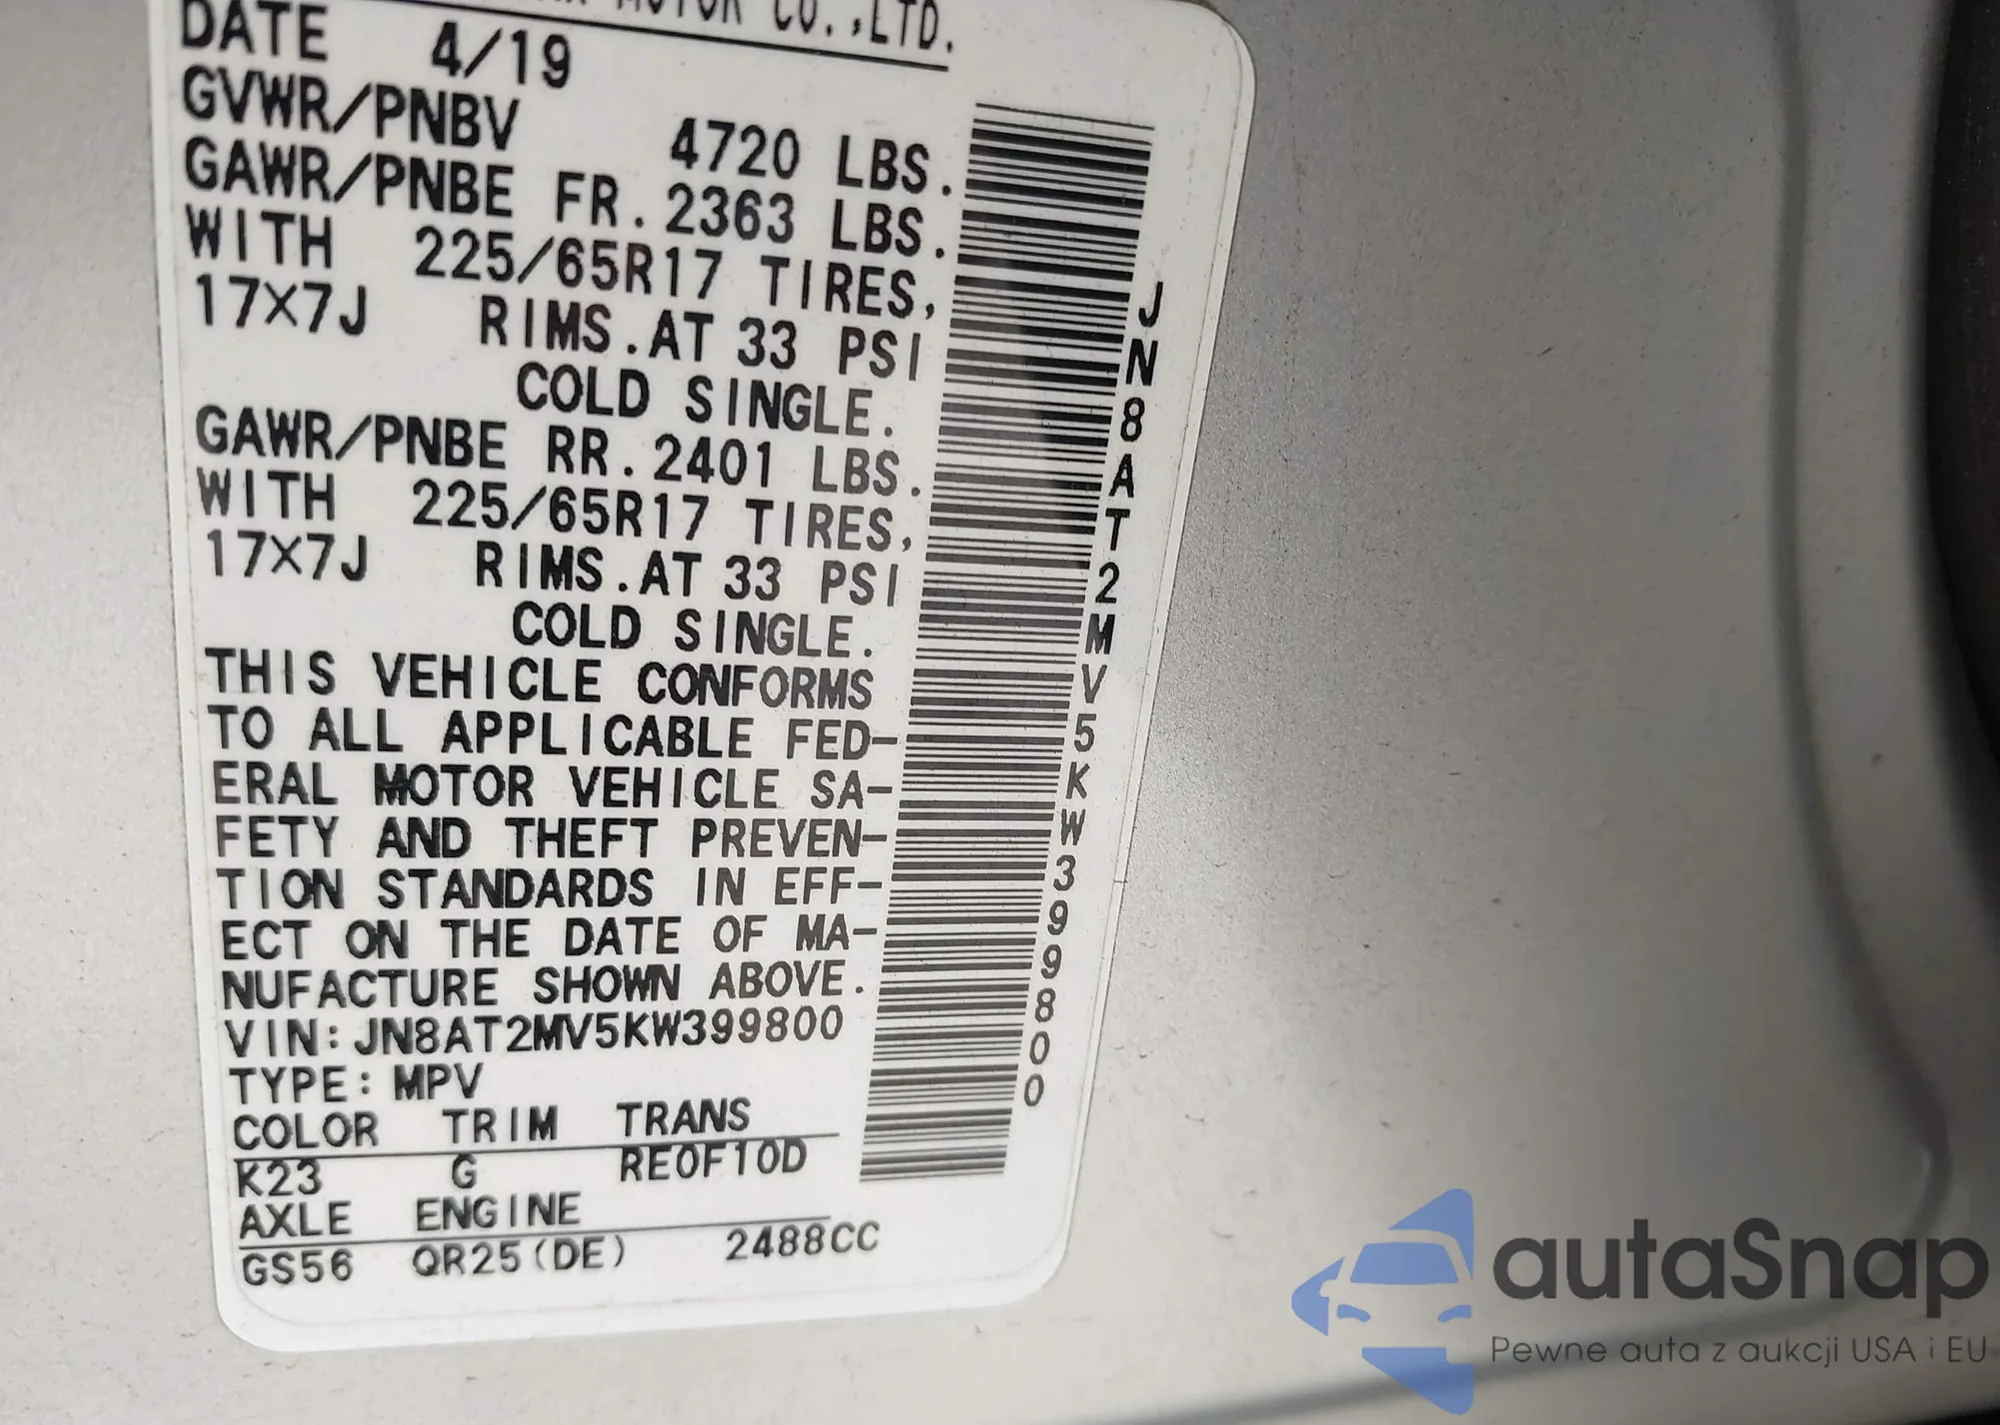 MOTOR CO.,LTD.
DATE 4/19
GVWR/PNBV 4720 LBS.
GAWR/PNBE FR. 2363 LBS.
WITH 225/65R17 TIRES,
17X7J RIMS.AT 33 PSI
COLD SINGLE.
GAWR/PNBE RR. 2401 LBS.
WITH 225/65R17 TIRES,
17X7J RIMS.AT 33 PSI
COLD SINGLE.
THIS VEHICLE CONFORMS
TO ALL APPLICABLE FED-
ERAL MOTOR VEHICLE SA-
FETY AND THEFT PREVEN-
TION STANDARDS IN EFF-
ECT ON THE DATE OF MA-
NUFACTURE SHOWN ABOVE.
VIN: JN8AT2MV5KW399800
TYPE: MPV
COLOR TRIM TRANS
K23 G RE0F10D
AXLE ENGINE
GS56 QR25(DE) 2488CC
JN8AT2MV5KW399800
autaSnap
Pewne auta z aukcji USA i EU